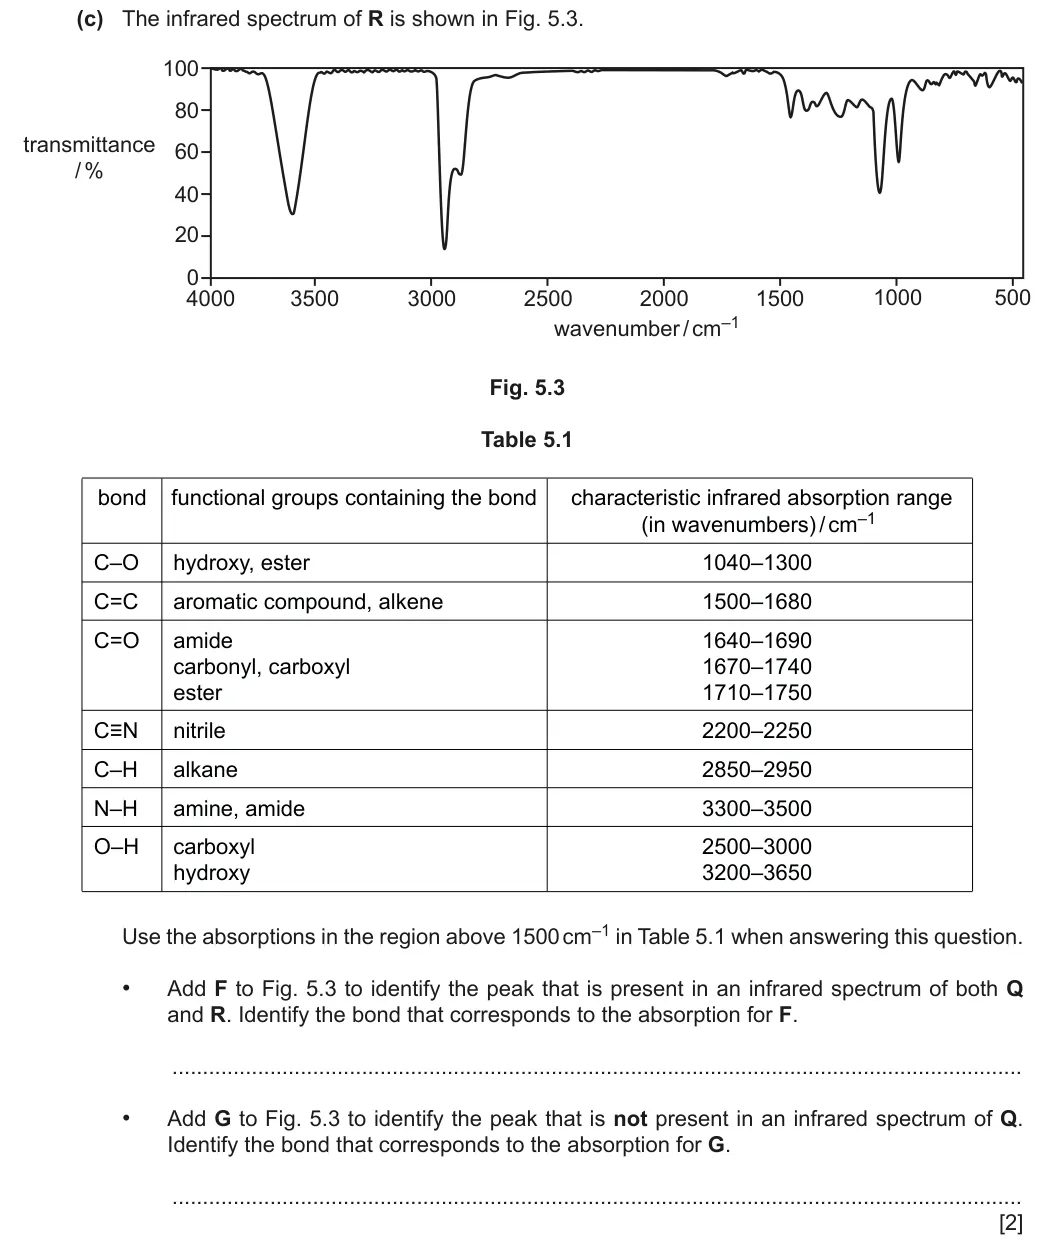 (c) The infrared spectrum of R is shown in Fig. 5.3.
100
80
transmittance
/ %
60
40
20
0
4000 3500 3000 2500 2000 1500 1000 500
wavenumber / cm⁻¹
Fig. 5.3
Table 5.1
bond functional groups containing the bond characteristic infrared absorption range
(in wavenumbers) / cm⁻¹
C–O hydroxy, ester 1040–1300
C=C aromatic compound, alkene 1500–1680
C=O amide 1640–1690
carbonyl, carboxyl 1670–1740
ester 1710–1750
C≡N nitrile 2200–2250
C–H alkane 2850–2950
N–H amine, amide 3300–3500
O–H carboxyl 2500–3000
hydroxy 3200–3650
Use the absorptions in the region above 1500 cm⁻¹ in Table 5.1 when answering this question.
• Add F to Fig. 5.3 to identify the peak that is present in an infrared spectrum of both Q
and R. Identify the bond that corresponds to the absorption for F.
• Add G to Fig. 5.3 to identify the peak that is not present in an infrared spectrum of Q.
Identify the bond that corresponds to the absorption for G.
[2]